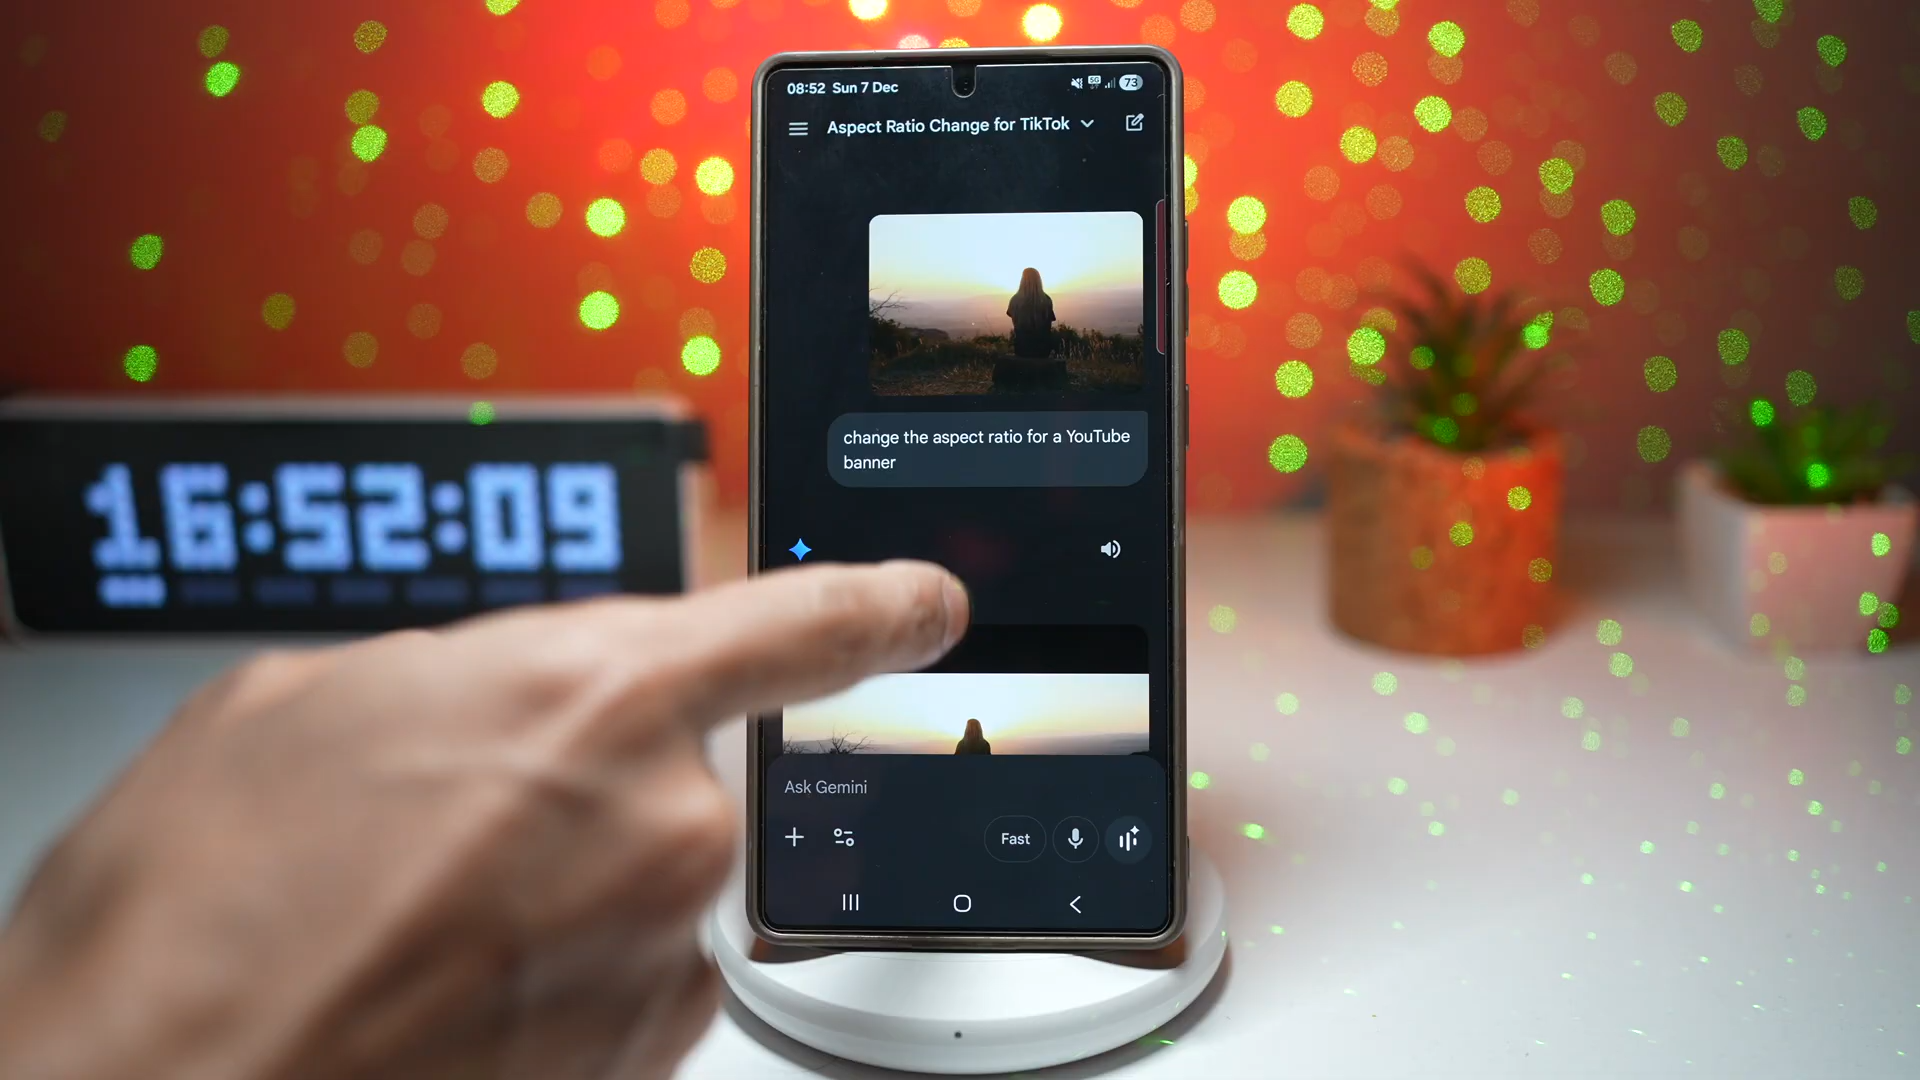 08:52 Sun 7 Dec
5G
73
Aspect Ratio Change for TikTok
change the aspect ratio for a YouTube
banner
16:52:09
Ask Gemini
Fast